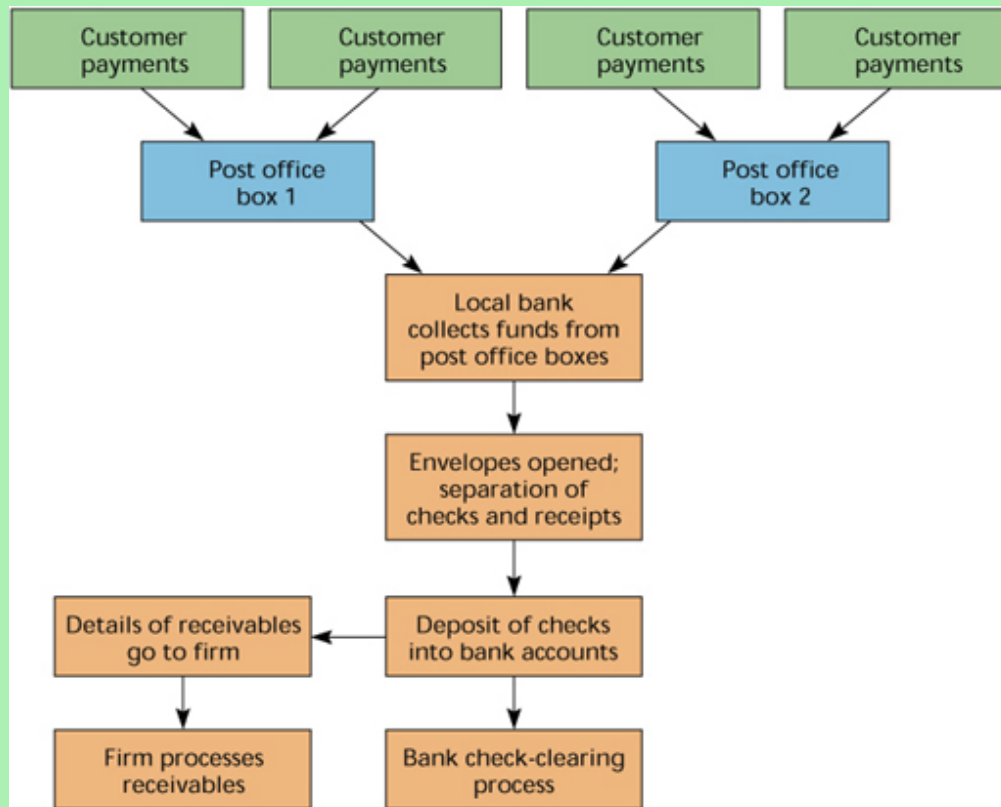 Customer
payments
Customer
payments
Customer
payments
Customer
payments
Post office
box 1
Post office
box 2
Local bank
collects funds from
post office boxes
Envelopes opened;
separation of
checks and receipts
Details of receivables
go to firm
Deposit of checks
into bank accounts
Firm processes
receivables
Bank check-clearing
process